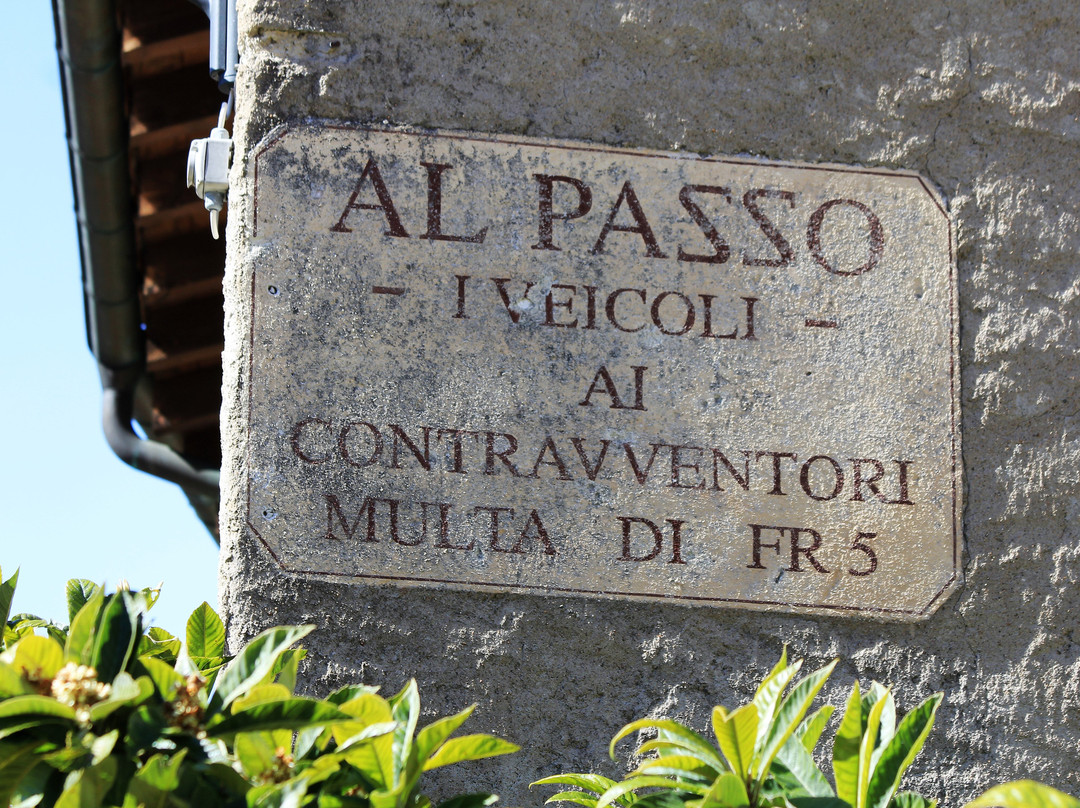 AL PASSO
- I VEICOLI -
AI
CONTRAVVENTORI
MULTA DI FR 5